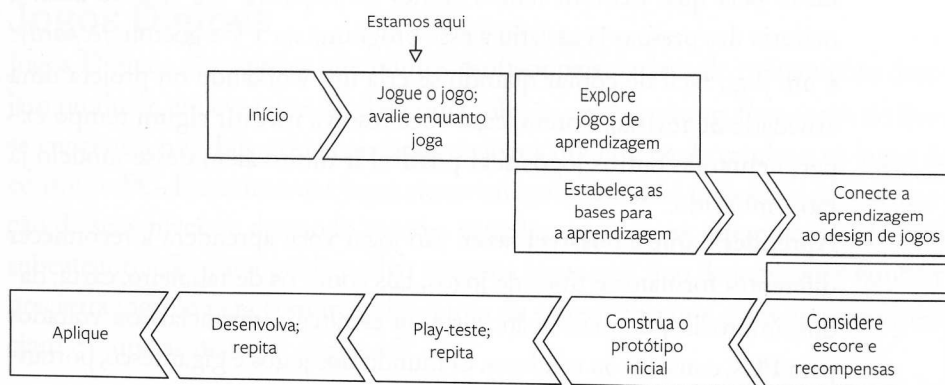 Estamos aqui
Início
Jogue o jogo;
avalie enquanto
joga
Explore
jogos de
aprendizagem
Estabeleça as
bases para
a aprendizagem
Conecte a
aprendizagem
ao design de jogos
Aplique
Desenvolva;
repita
Play-teste;
repita
Construa o
protótipo
inicial
Considere
escore e
recompensas